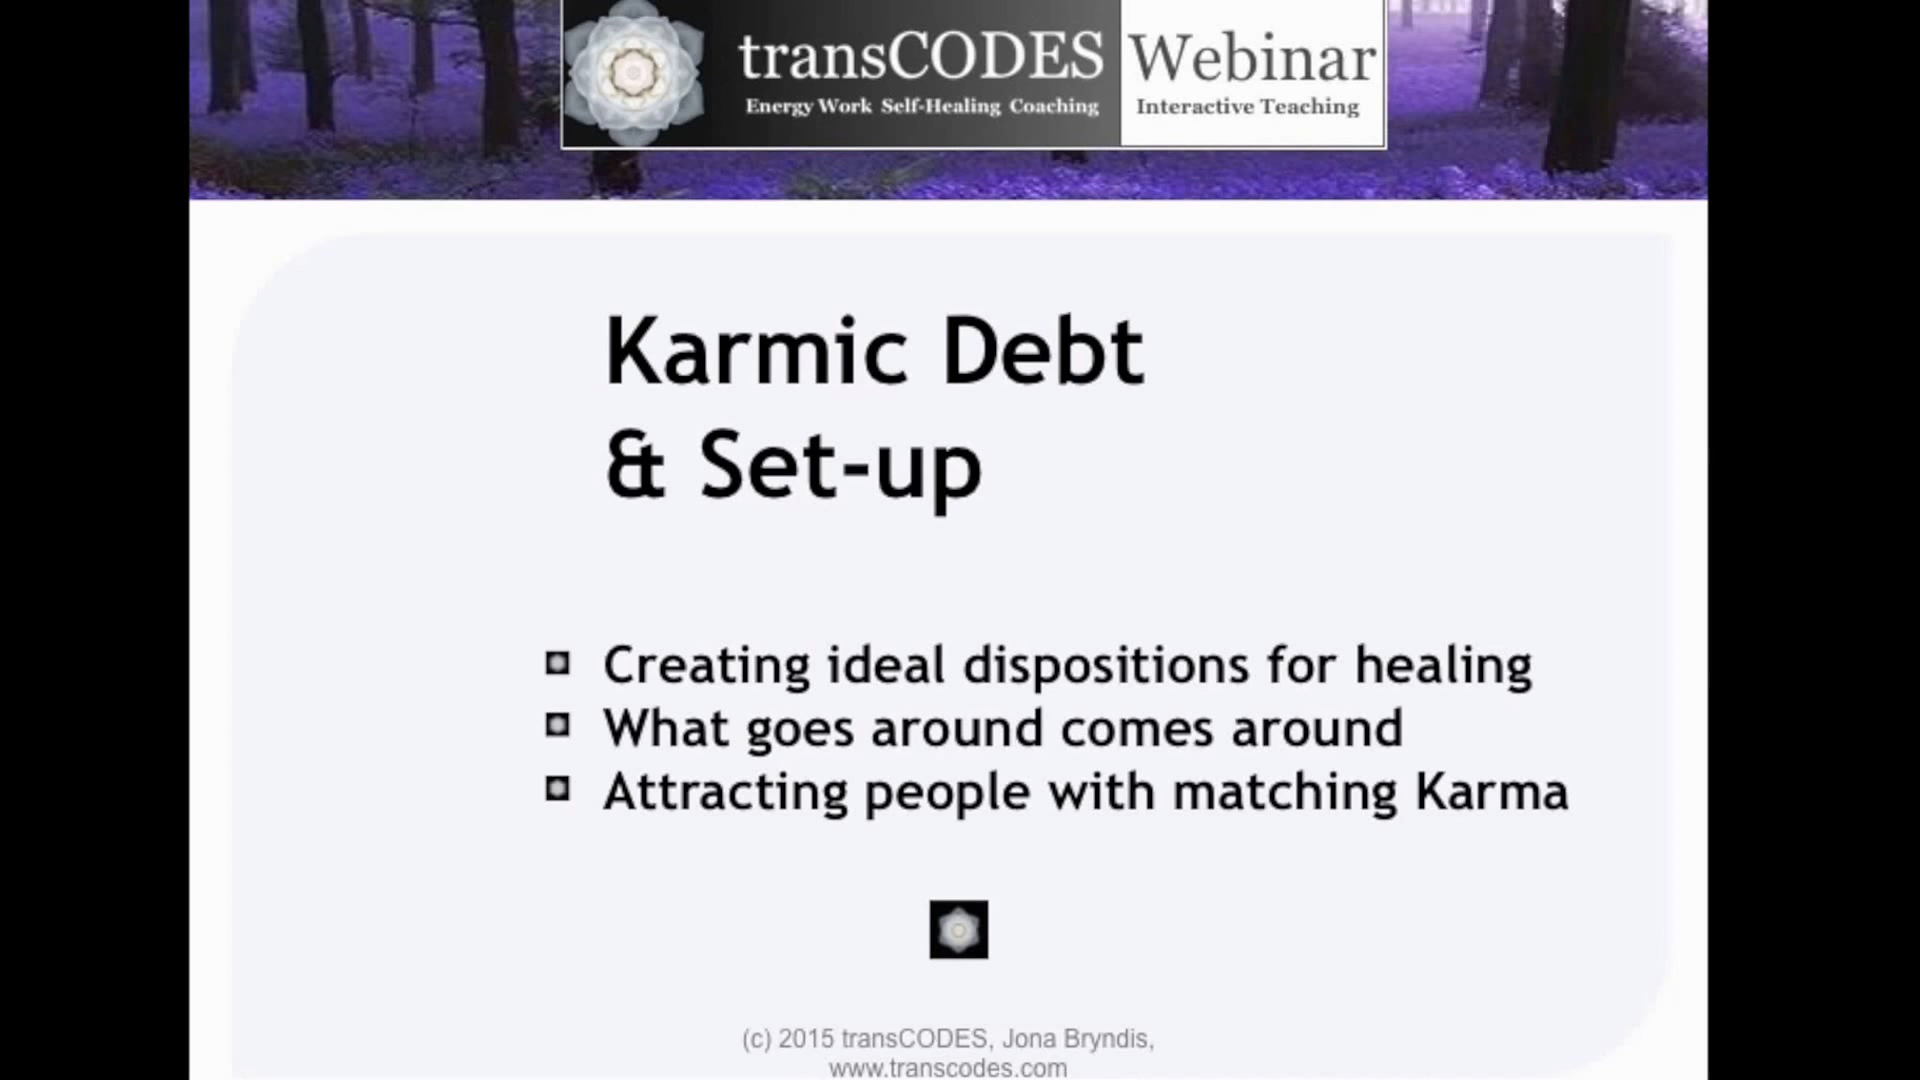 transCODES Webinar
Energy Work Self-Healing Coaching Interactive Teaching
Karmic Debt
& Set-up
Creating ideal dispositions for healing
What goes around comes around
Attracting people with matching Karma
(c) 2015 transCODES, Jona Bryndis,
www.transcodes.com